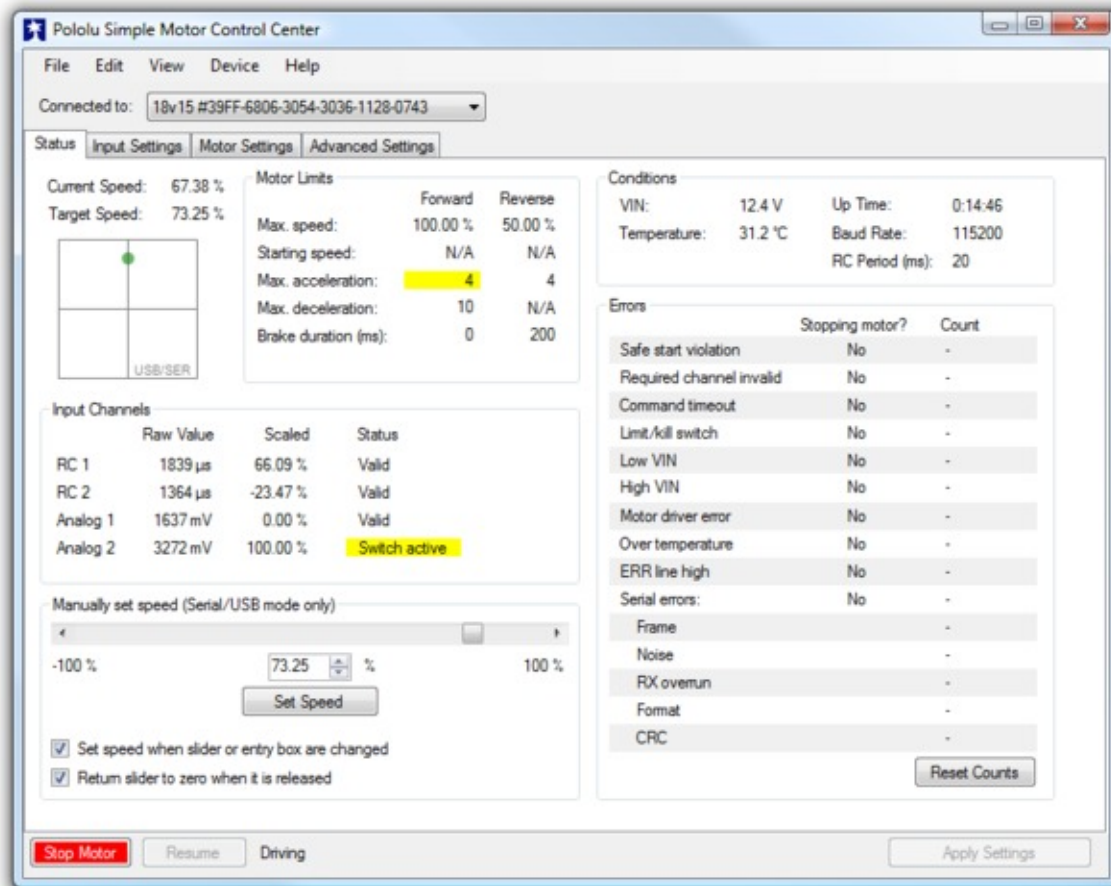 Pololu Simple Motor Control Center
File Edit View Device Help
Connected to: 18v15 #39FF-6806-3054-3036-1128-0743
Status Input Settings Motor Settings Advanced Settings
Current Speed: 67.38 %
Target Speed: 73.25 %
USB/SER
Motor Limits
Forward Reverse
Max. speed: 100.00 % 50.00 %
Starting speed: N/A N/A
Max. acceleration: 4 4
Max. deceleration: 10 N/A
Brake duration (ms): 0 200
Input Channels
Raw Value Scaled Status
RC 1 1839 µs 66.09 % Valid
RC 2 1364 µs -23.47 % Valid
Analog 1 1637 mV 0.00 % Valid
Analog 2 3272 mV 100.00 % Switch active
Manually set speed (Serial/USB mode only)
-100 % 73.25 % 100 %
Set Speed
Set speed when slider or entry box are changed
Return slider to zero when it is released
Conditions
VIN: 12.4 V Up Time: 0:14:46
Temperature: 31.2 °C Baud Rate: 115200
RC Period (ms): 20
Errors
Stopping motor? Count
Safe start violation No -
Required channel invalid No -
Command timeout No -
Limit/kill switch No -
Low VIN No -
High VIN No -
Motor driver error No -
Over temperature No -
ERR line high No -
Serial errors: No -
Frame -
Noise -
RX overrun -
Format -
CRC -
Reset Counts
Stop Motor Resume Driving Apply Settings